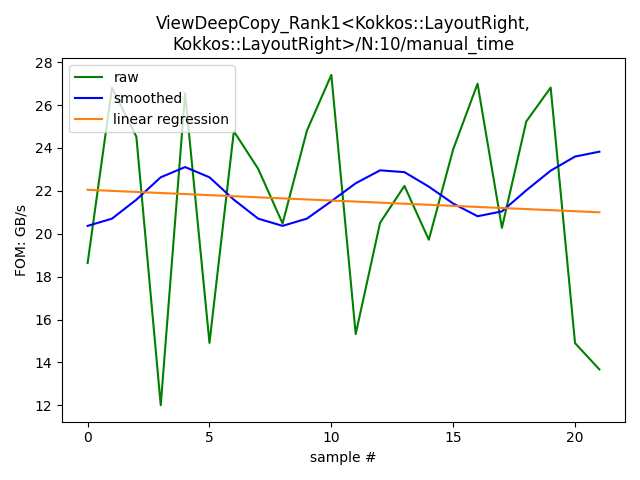 ViewDeepCopy_Rank1<Kokkos::LayoutRight,
Kokkos::LayoutRight>/N:10/manual_time
raw
smoothed
linear regression
FOM: GB/s
28
26
24
22
20
18
16
14
12
0
5
10
15
20
sample #